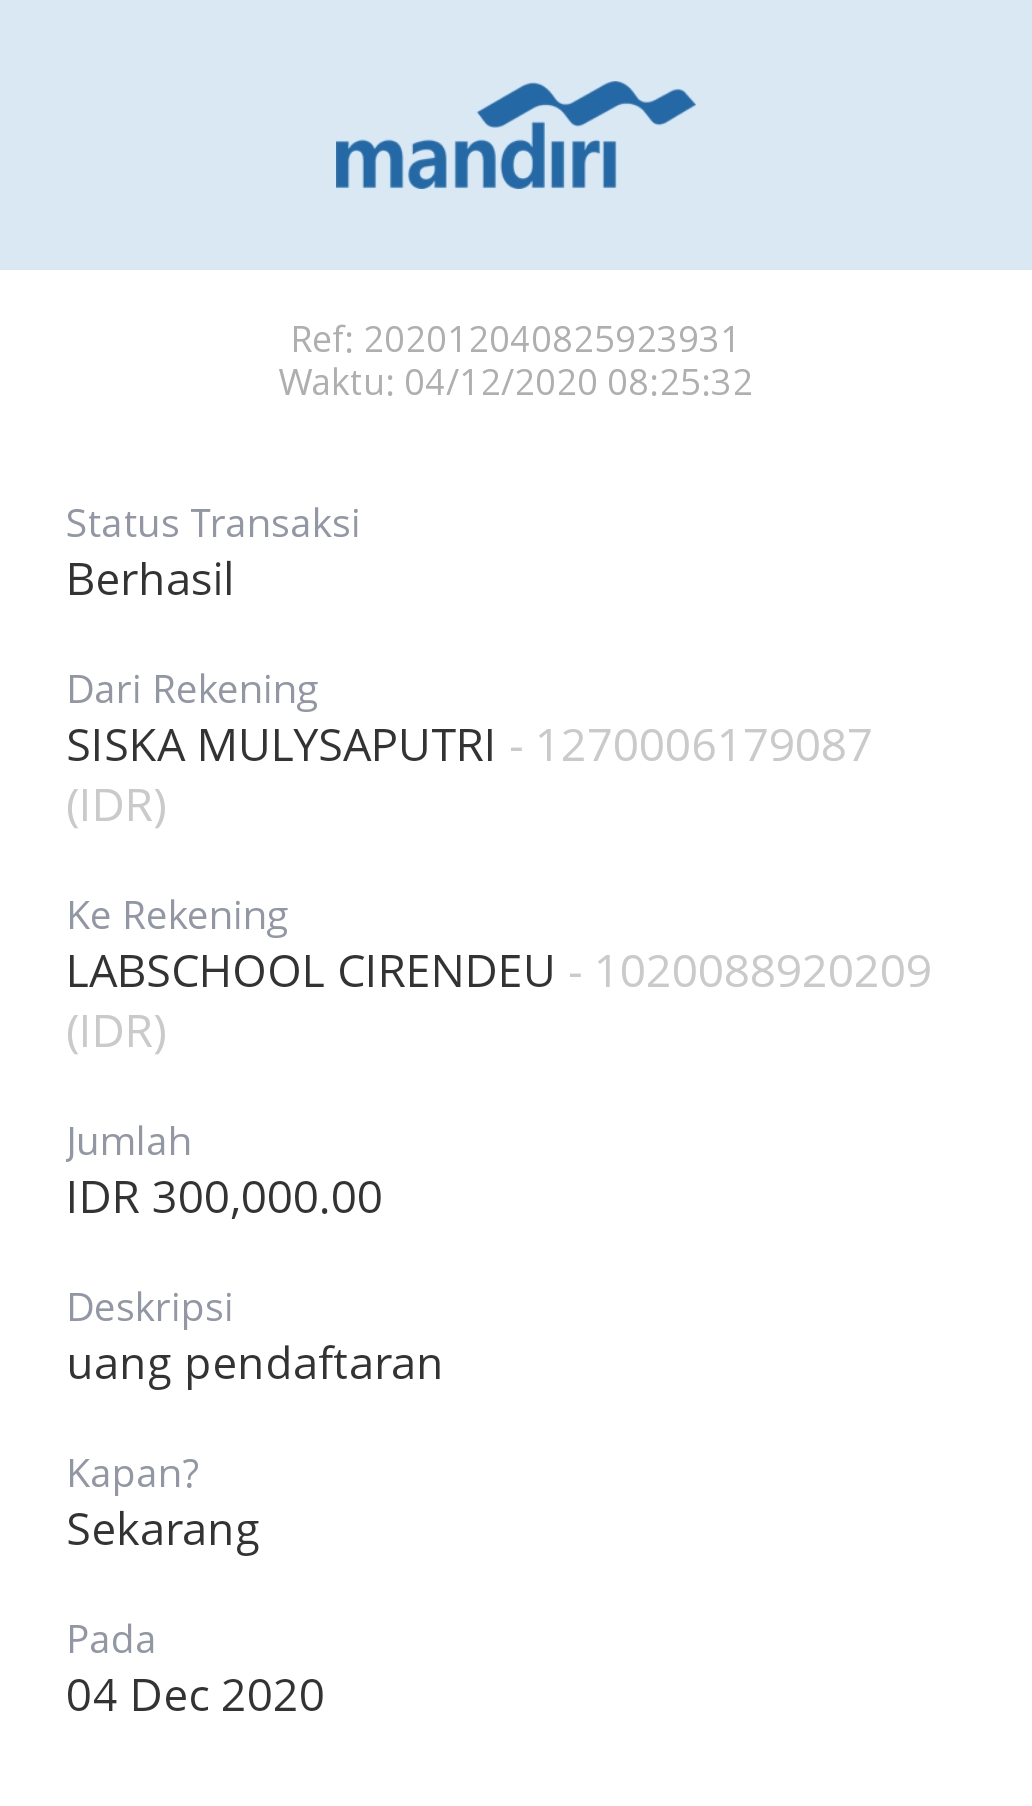 mandırı
Ref: 202012040825923931
Waktu: 04/12/2020 08:25:32
Status Transaksi
Berhasil
Dari Rekening
SISKA MULYSAPUTRI - 1270006179087
(IDR)
Ke Rekening
LABSCHOOL CIRENDEU - 1020088920209
(IDR)
Jumlah
IDR 300,000.00
Deskripsi
uang pendaftaran
Kapan?
Sekarang
Pada
04 Dec 2020